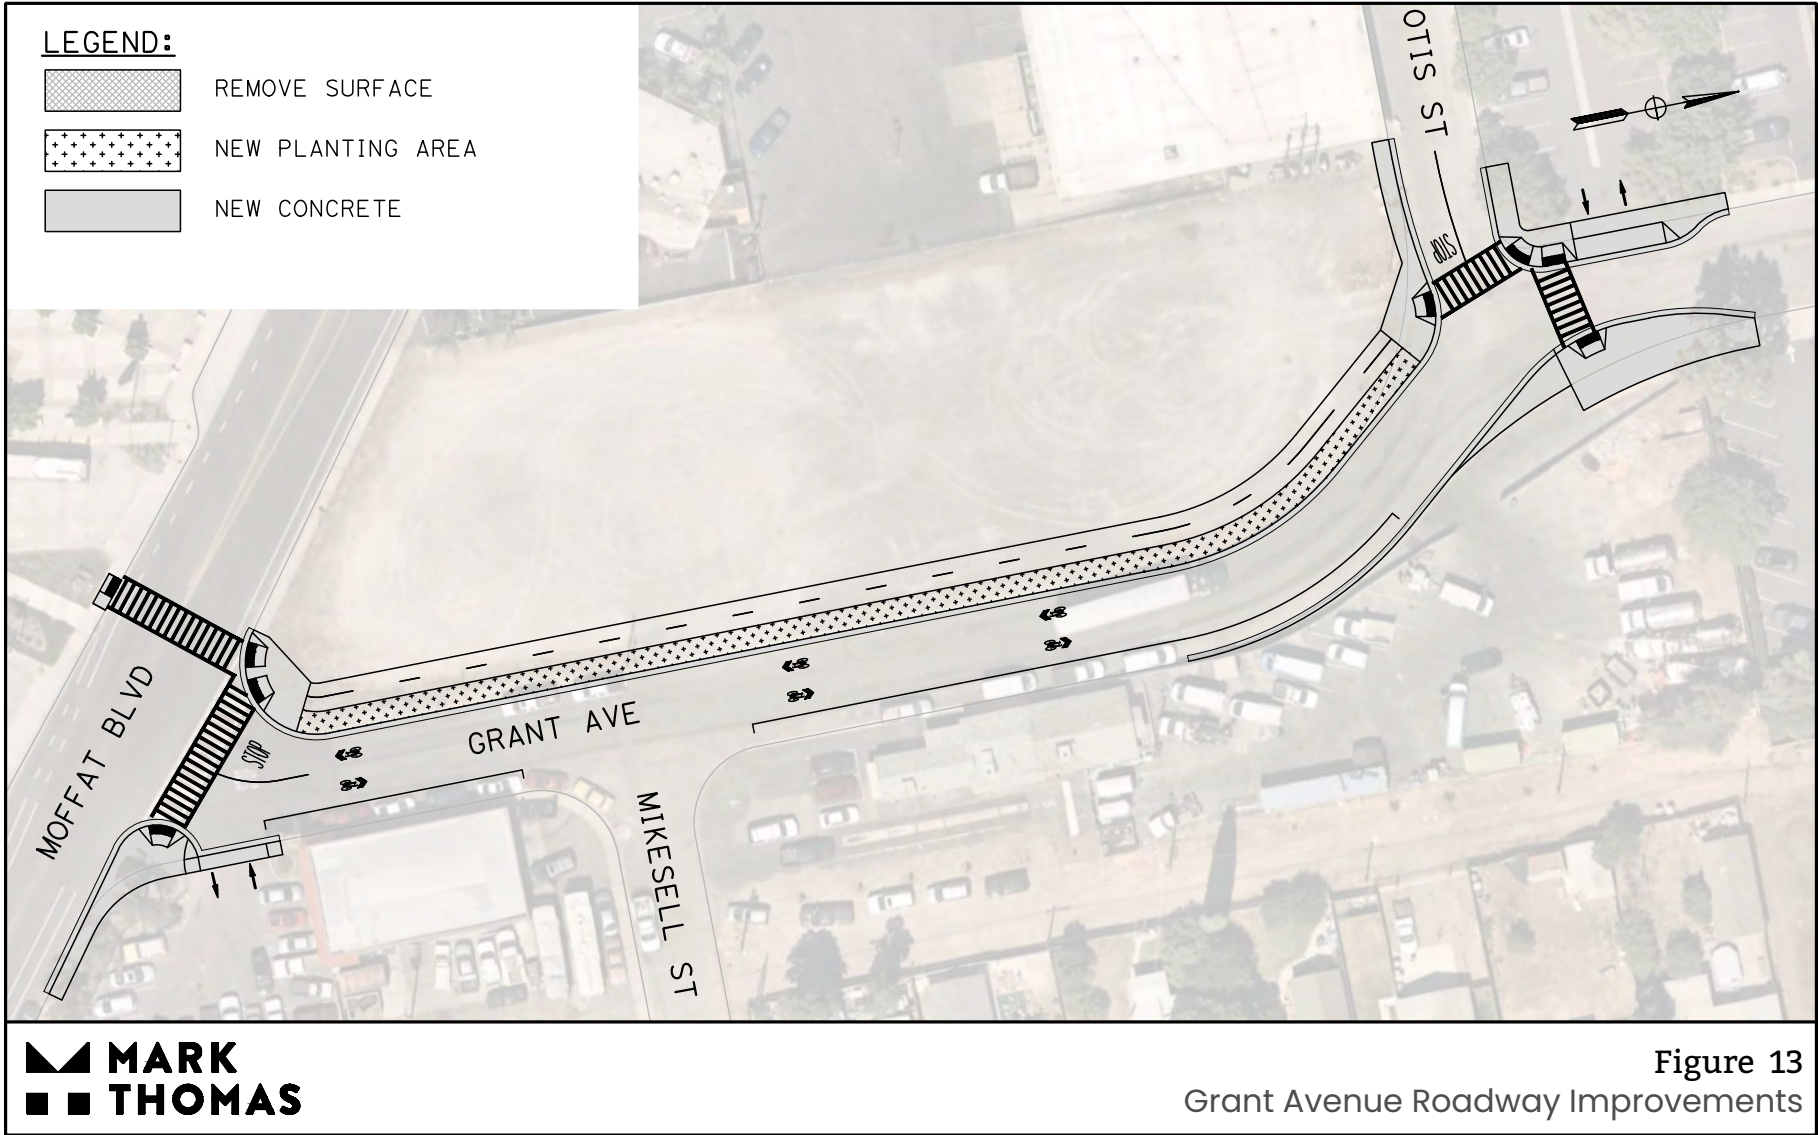 LEGEND:
REMOVE SURFACE
NEW PLANTING AREA
NEW CONCRETE
OTIS ST
STOP
MOFFAT BLVD
STOP
GRANT AVE
MIKESELL ST
MARK
THOMAS
Figure 13
Grant Avenue Roadway Improvements